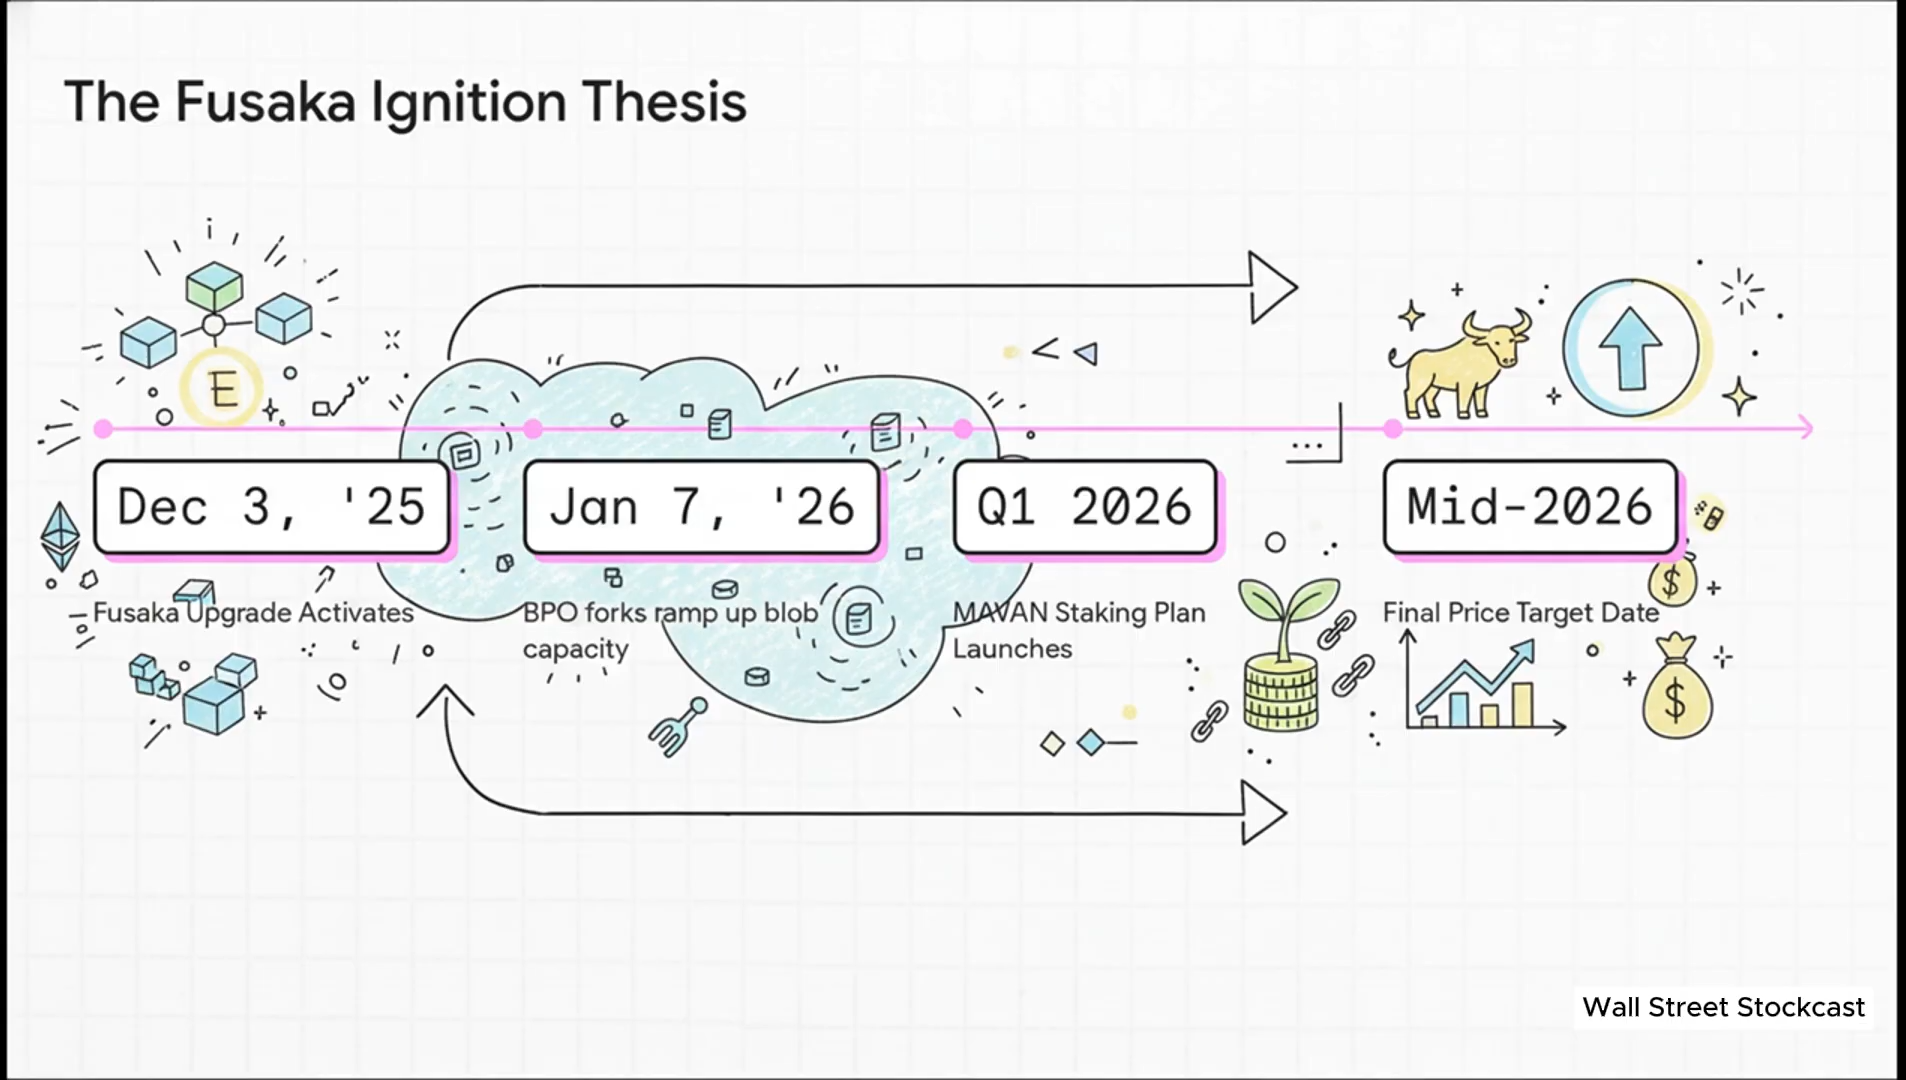 The Fusaka Ignition Thesis
E
Dec 3, '25
Jan 7, '26
Q1 2026
Mid-2026
Fusaka Upgrade Activates
BPO forks ramp up blob
capacity
MAVAN Staking Plan
Launches
Final Price Target Date
$
$
Wall Street Stockcast